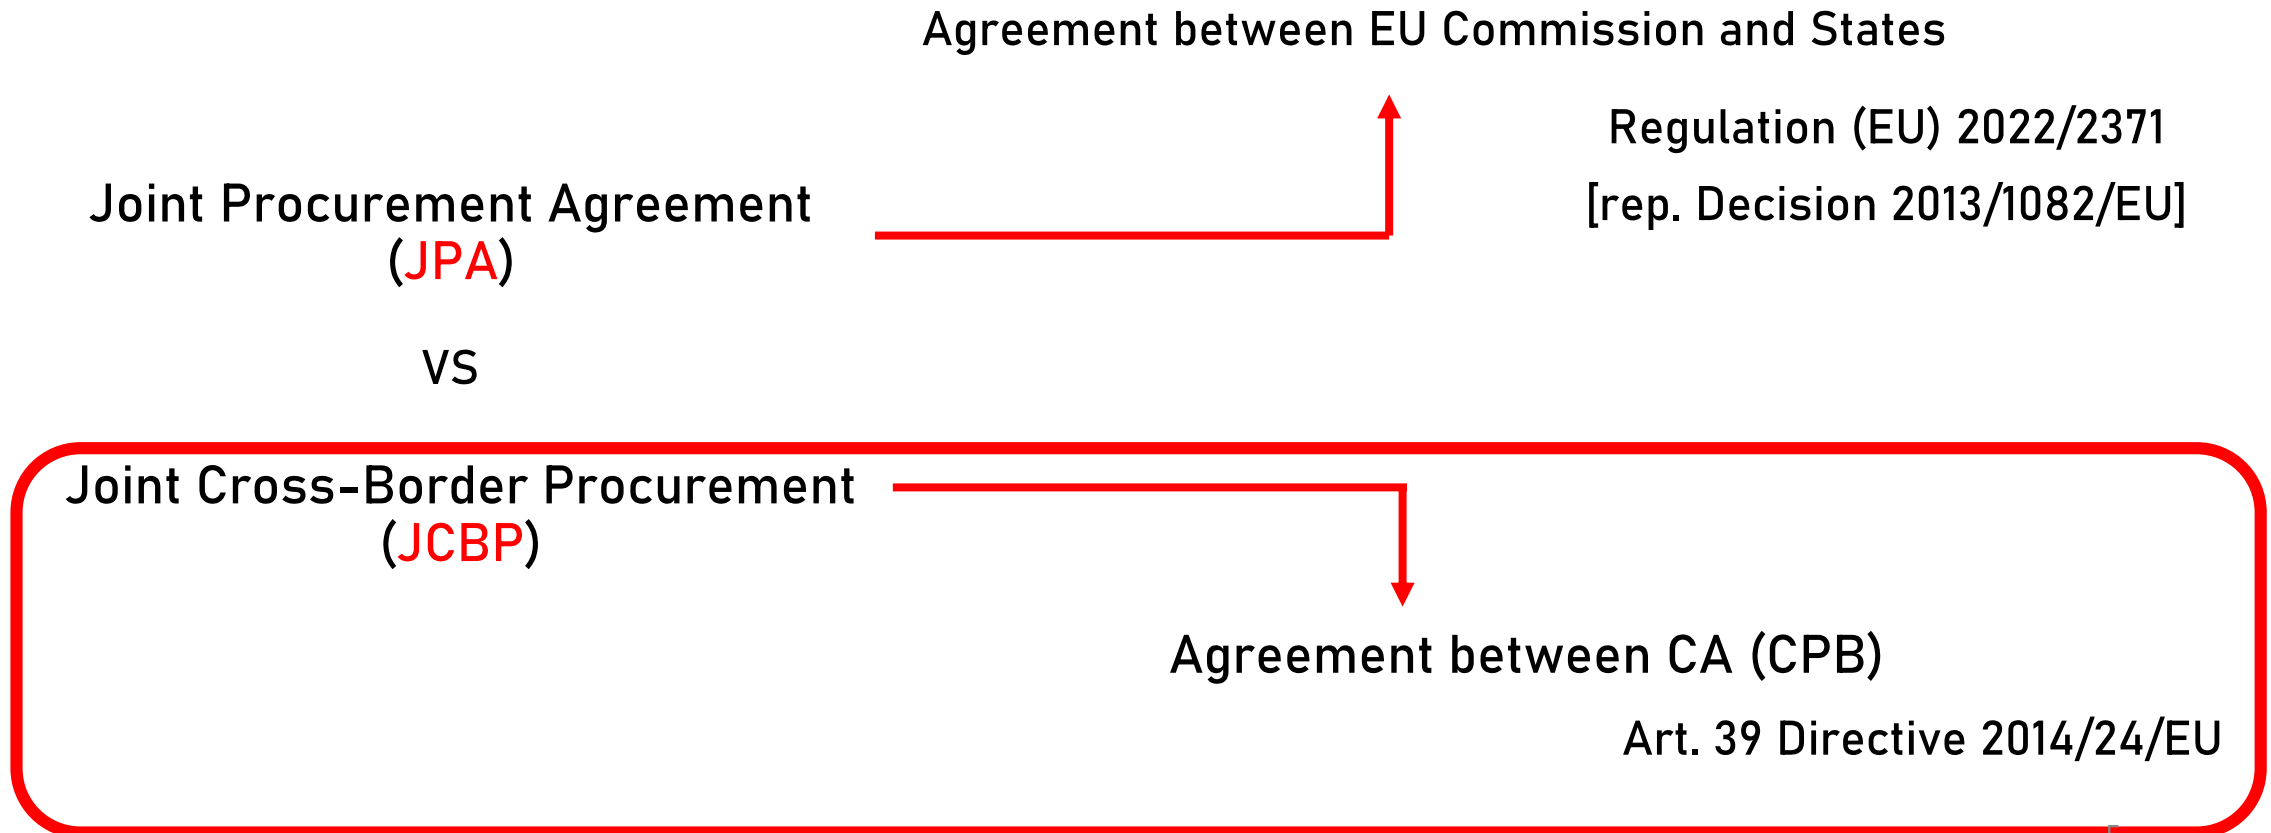 Agreement between EU Commission and States
Regulation (EU) 2022/2371
[rep. Decision 2013/1082/EU]
Joint Procurement Agreement
(JPA)
VS
Joint Cross-Border Procurement
(JCBP)
Agreement between CA (CPB)
Art. 39 Directive 2014/24/EU